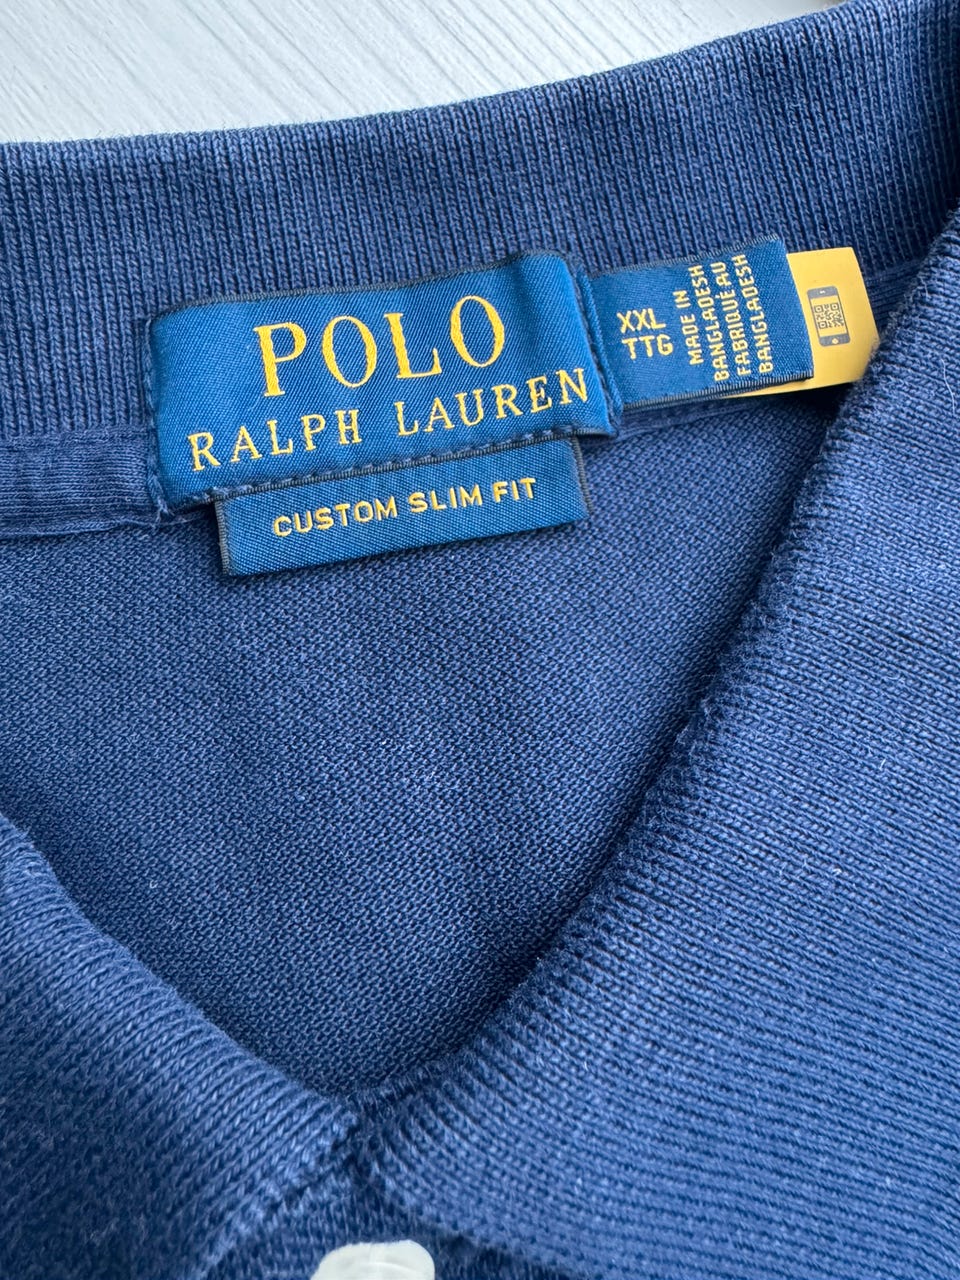 POLO
RALPH LAUREN
CUSTOM SLIM FIT
XXL
TTG
MADE IN
BANGLADESH
FABRIQUÉ AU
BANGLADESH